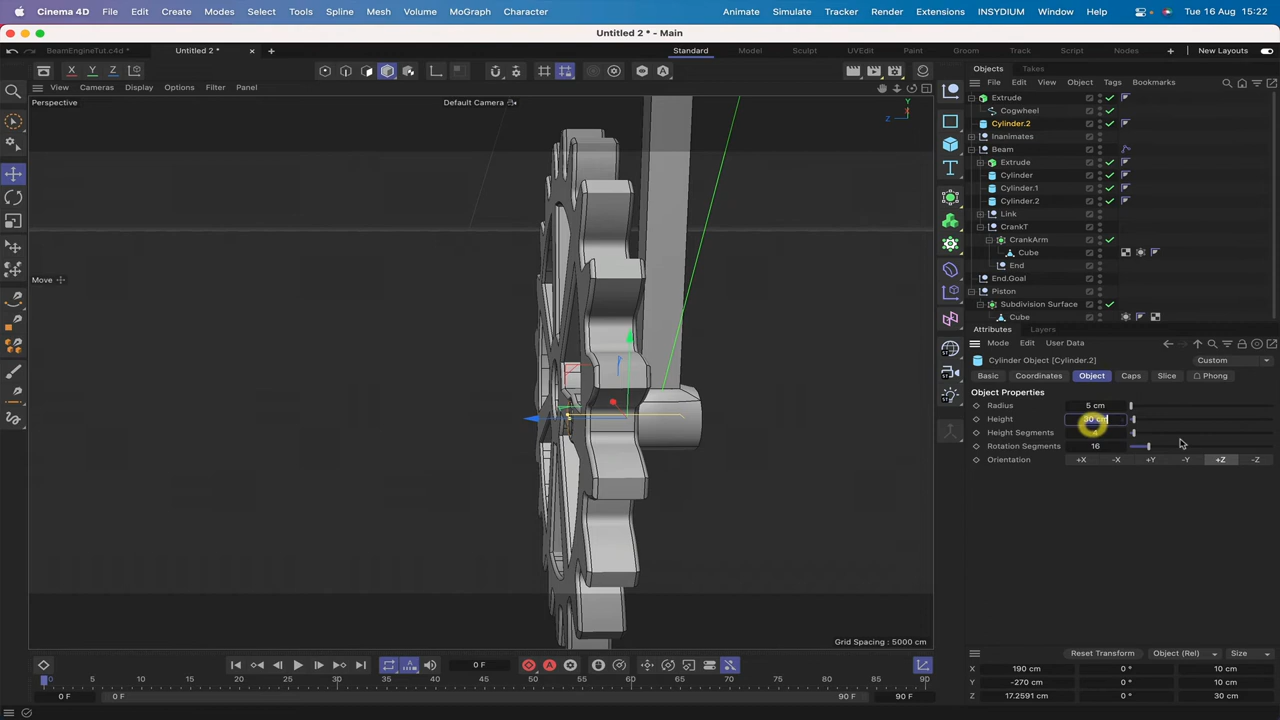 Cinema 4D File Edit Create Modes Select Tools Spline Mesh Volume MoGraph Character Animate Simulate Tracker Render Extensions INSYDIUM Window Help Tue 16 Aug 15:22
Untitled 2 * - Main
BeamEngineTut.c4d * Untitled 2 * Standard Model Sculpt UVEdit Paint Groom Track Script Nodes New Layouts
X Y Z
Objects Takes
View Cameras Display Options Filter Panel
File Edit View Object Tags Bookmarks
Perspective
Default Camera
Extrude
Cogwheel
Cylinder.2
Inanimates
Beam
Extrude
Cylinder
Cylinder.1
Cylinder.2
Link
CrankT
CrankArm
Cube
End
End.Goal
Piston
Subdivision Surface
Cube
Move
Attributes Layers
Mode Edit User Data
Cylinder Object [Cylinder.2] Custom
Basic Coordinates Object Caps Slice Phong
Object Properties
Radius 5 cm
Height 30 cm
Height Segments 4
Rotation Segments 16
Orientation +X -X +Y -Y +Z -Z
Grid Spacing : 5000 cm
Reset Transform Object (Rel) Size
0 F
X 190 cm 0 ° 10 cm
Y -270 cm 0 ° 10 cm
Z 17.2591 cm 0 ° 30 cm
0 5 10 15 20 25 30 35 40 45 50 55 60 65 70 75 80 85 90
0 F 0 F 90 F 90 F